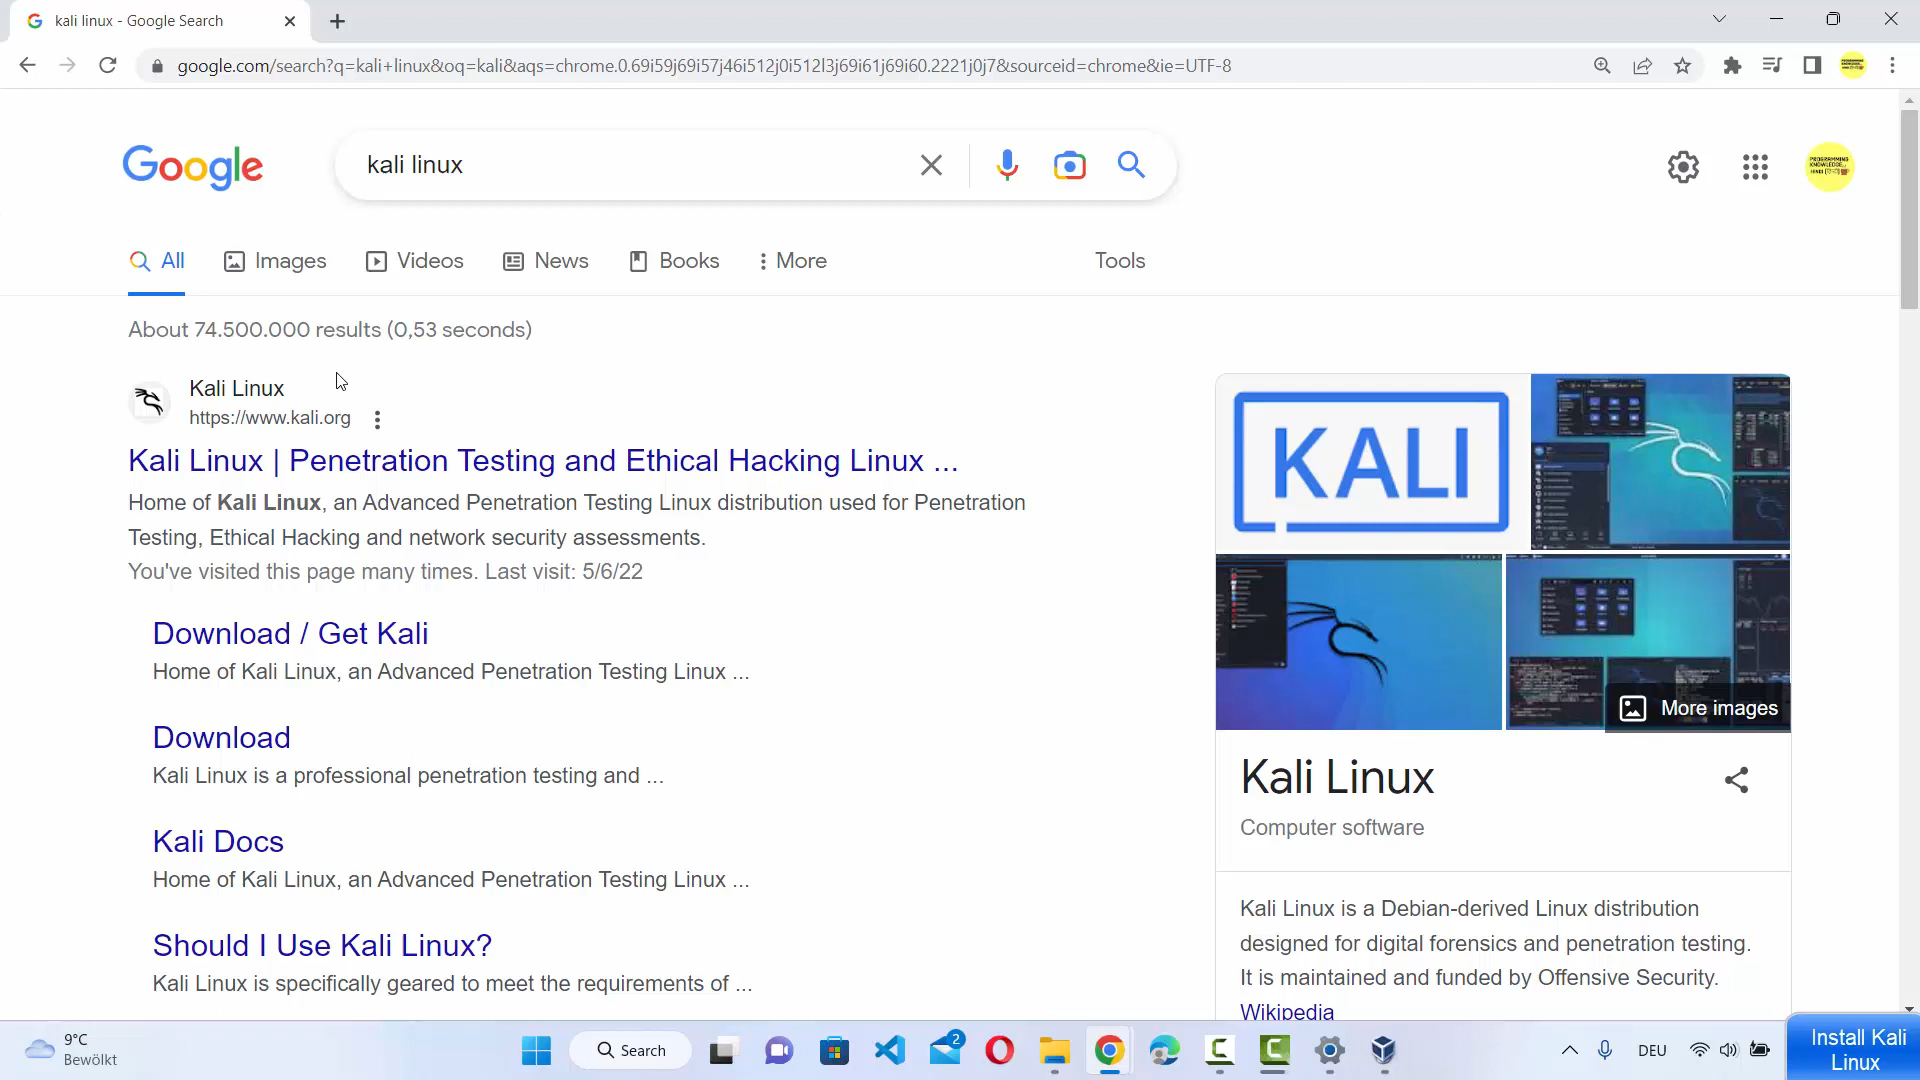 kali linux - Google Search
google.com/search?q=kali+linux&oq=kali&aqs=chrome.0.69i59j69i57j46i512j0i512l3j69i61j69i60.2221j0j7&sourceid=chrome&ie=UTF-8
Google
kali linux
All
Images
Videos
News
Books
More
Tools
About 74.500.000 results (0,53 seconds)
Kali Linux
https://www.kali.org
Kali Linux | Penetration Testing and Ethical Hacking Linux ...
Home of Kali Linux, an Advanced Penetration Testing Linux distribution used for Penetration
Testing, Ethical Hacking and network security assessments.
You've visited this page many times. Last visit: 5/6/22
Download / Get Kali
Home of Kali Linux, an Advanced Penetration Testing Linux ...
Download
Kali Linux is a professional penetration testing and ...
Kali Docs
Home of Kali Linux, an Advanced Penetration Testing Linux ...
Should I Use Kali Linux?
Kali Linux is specifically geared to meet the requirements of ...
KALI
More images
Kali Linux
Computer software
Kali Linux is a Debian-derived Linux distribution
designed for digital forensics and penetration testing.
It is maintained and funded by Offensive Security.
Wikipedia
9°C
Bewölkt
Search
2
DEU
Install Kali
Linux